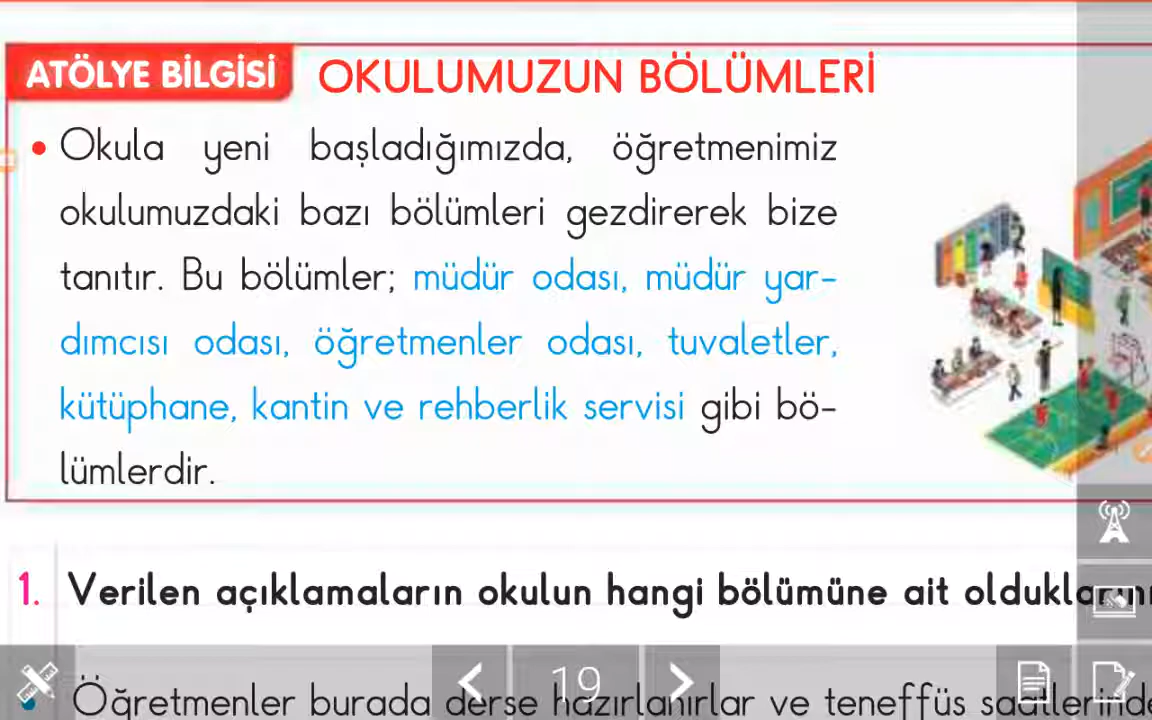 ATÖLYE BİLGİSİ OKULUMUZUN BÖLÜMLERİ
• Okula yeni başladığımızda, öğretmenimiz
okulumuzdaki bazı bölümleri gezdirerek bize
tanıtır. Bu bölümler; müdür odası, müdür yar-
dımcısı odası, öğretmenler odası, tuvaletler,
kütüphane, kantin ve rehberlik servisi gibi bö-
lümlerdir.
1. Verilen açıklamaların okulun hangi bölümüne ait olduklarını
Öğretmenler burada derse hazırlanırlar ve teneffüs saatlerinde
19